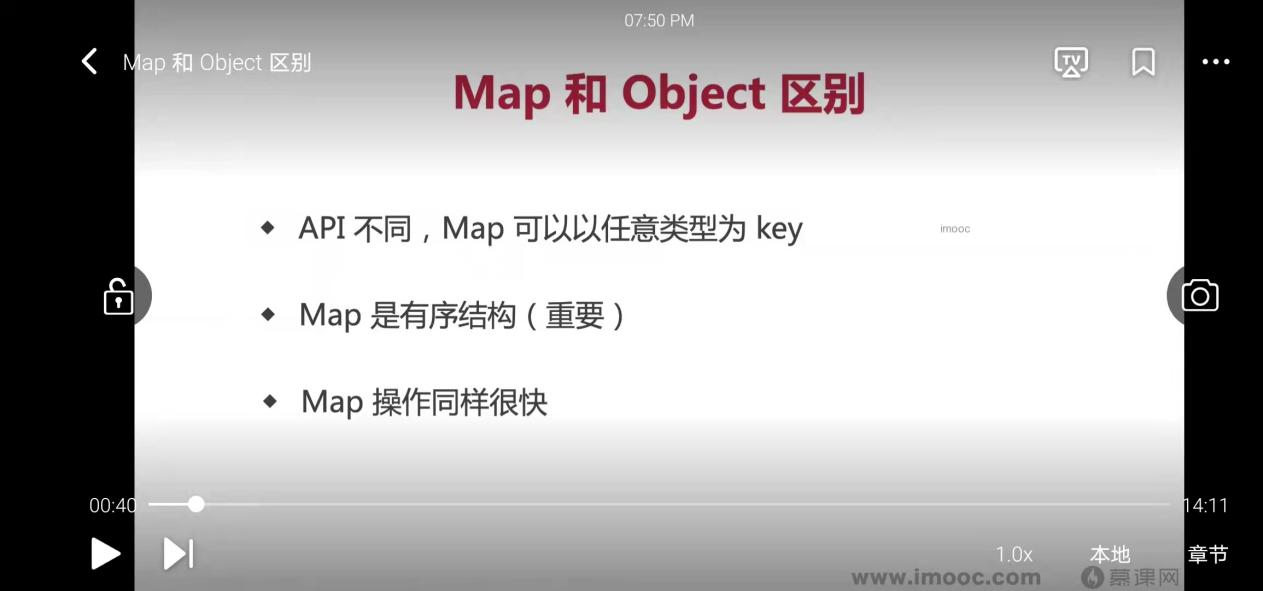 07:50 PM
Map 和 Object 区别
Map 和 Object 区别
API 不同，Map 可以以任意类型为 key
imooc
Map 是有序结构（重要）
Map 操作同样很快
00:40
14:11
1.0x
本地
章节
www.imooc.com
慕课网
TV